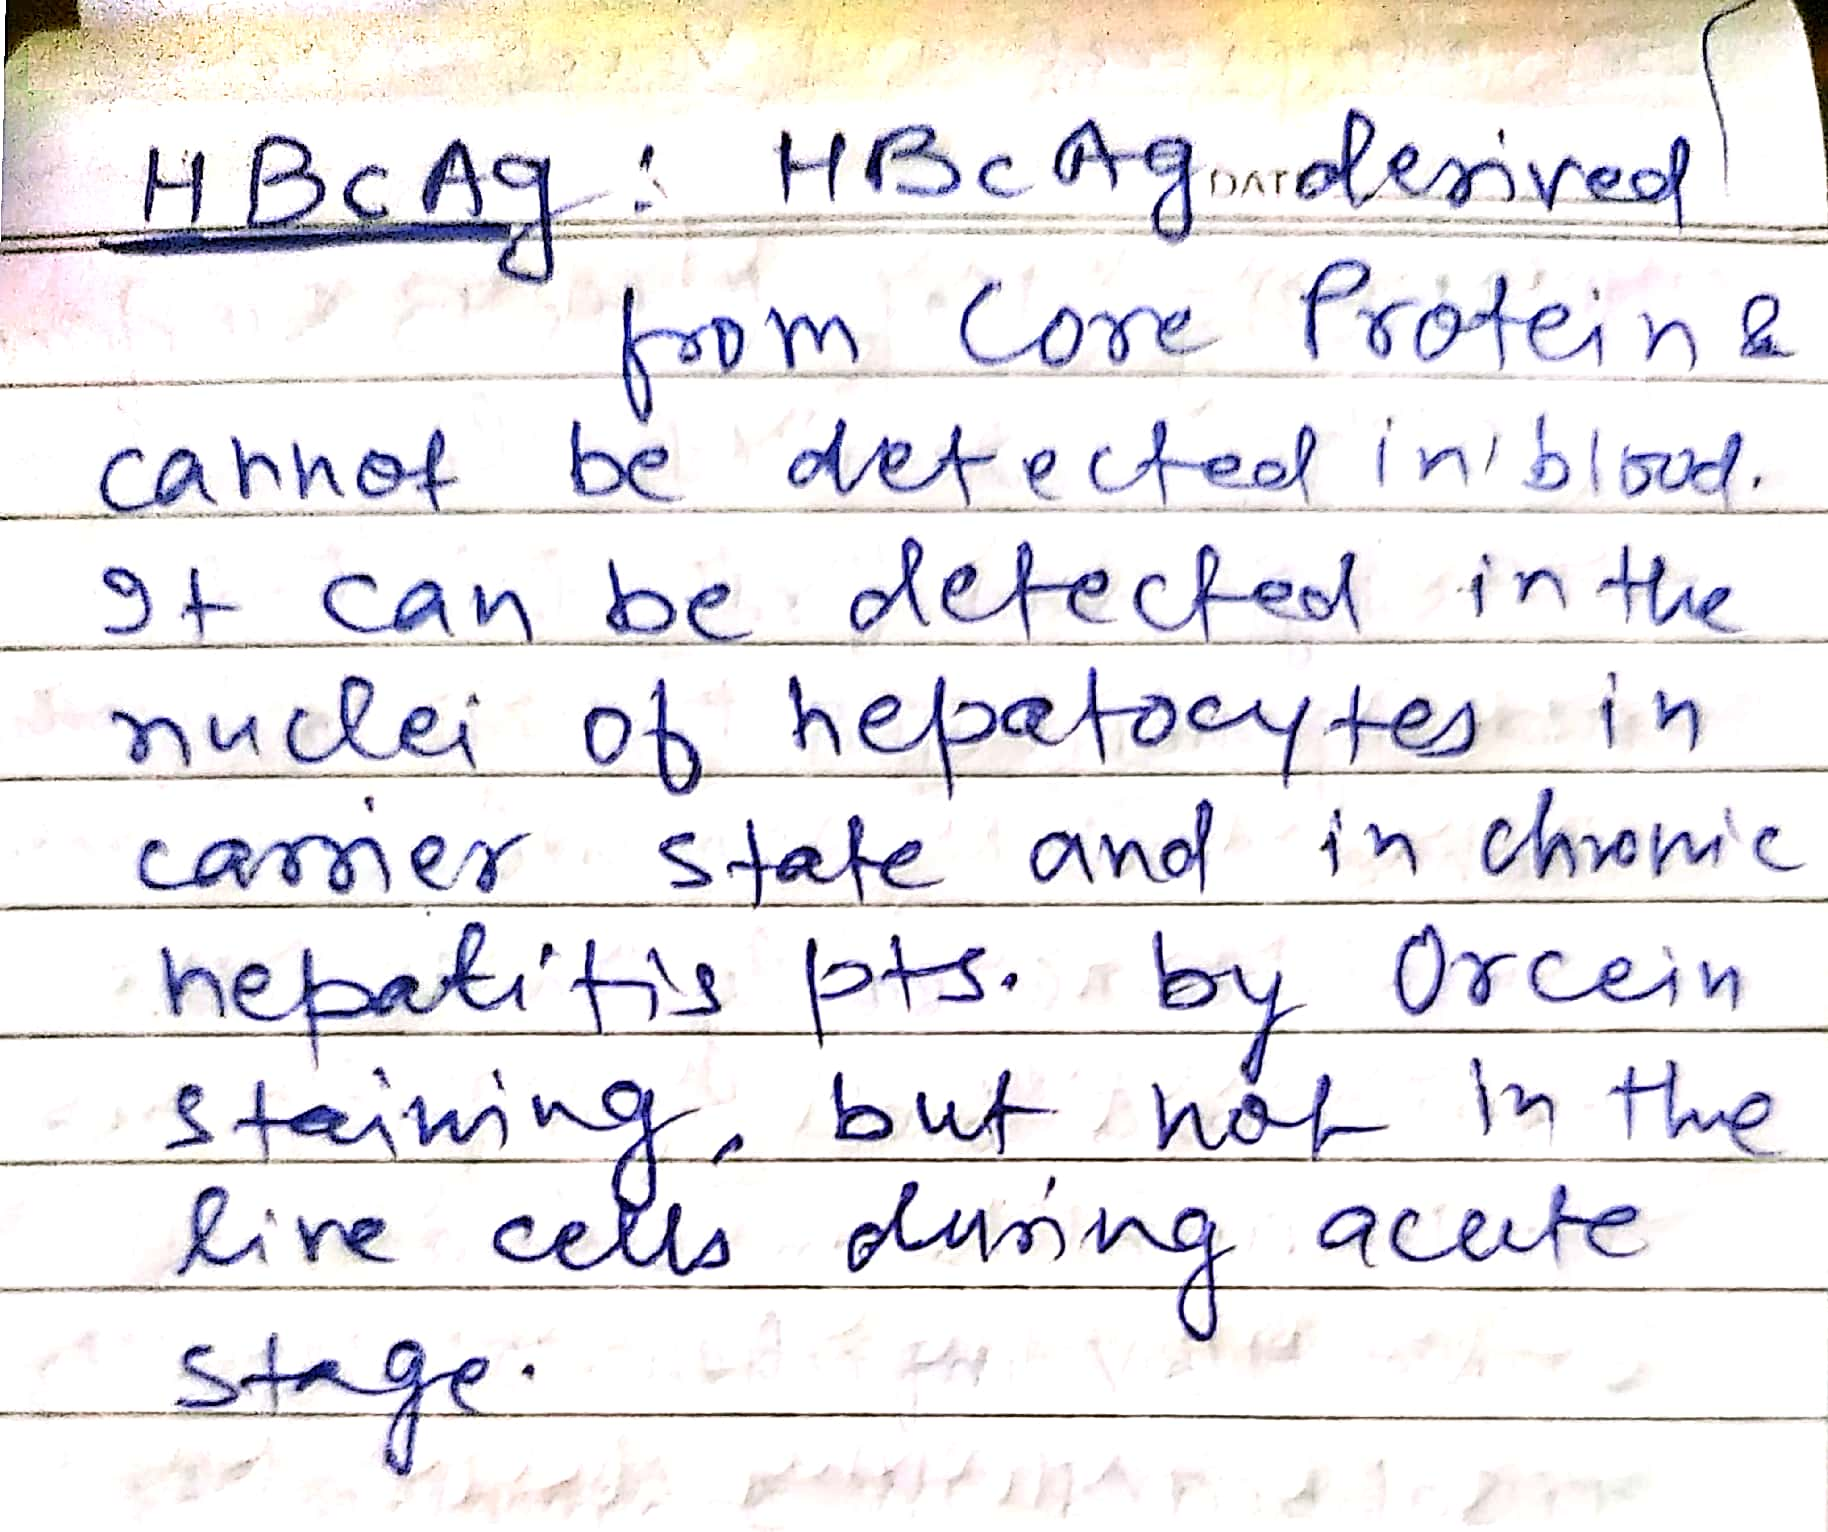 HBcAg : HBcAg DAT derived
from Core Protein &
cannot be detected in blood.
It can be detected in the
nuclei of hepatocytes in
carrier state and in chronic
hepatitis pts. by Orcein
staining, but not in the
live cells during acute
stage.